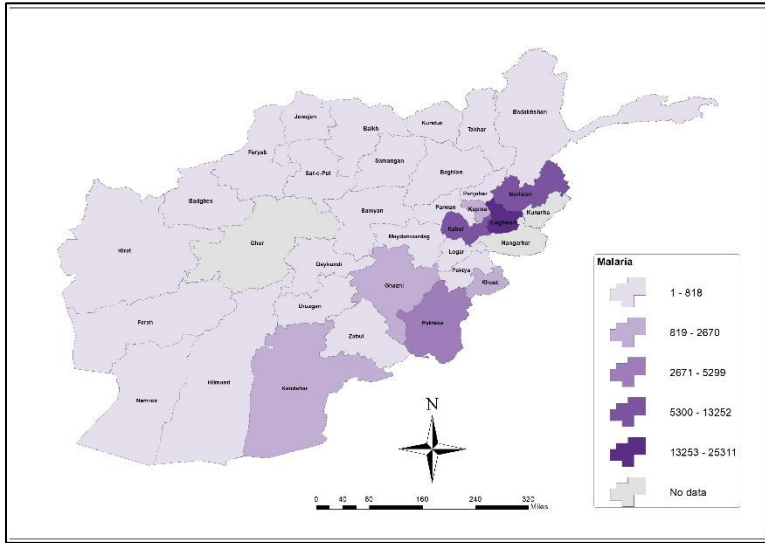 Jawzjan
Balkh
Kunduz
Takhar
Badakhshan
Faryab
Sar-e-Pul
Samangan
Baghlan
Badghes
Panjsher
Nuristan
Kunarha
Hirat
Ghor
Bamyan
Parwan
Kapisa
Laghman
Kabul
Nangarhar
Daykundi
Logar
Paktya
Khost
Ghazni
Uruzgan
Farah
Zabul
Paktika
Nemroz
Hilmand
Kandahar
N
0 20 40 80 160 240 320
Miles
Malaria
1 - 818
819 - 2670
2671 - 5299
5300 - 13252
13253 - 25311
No data